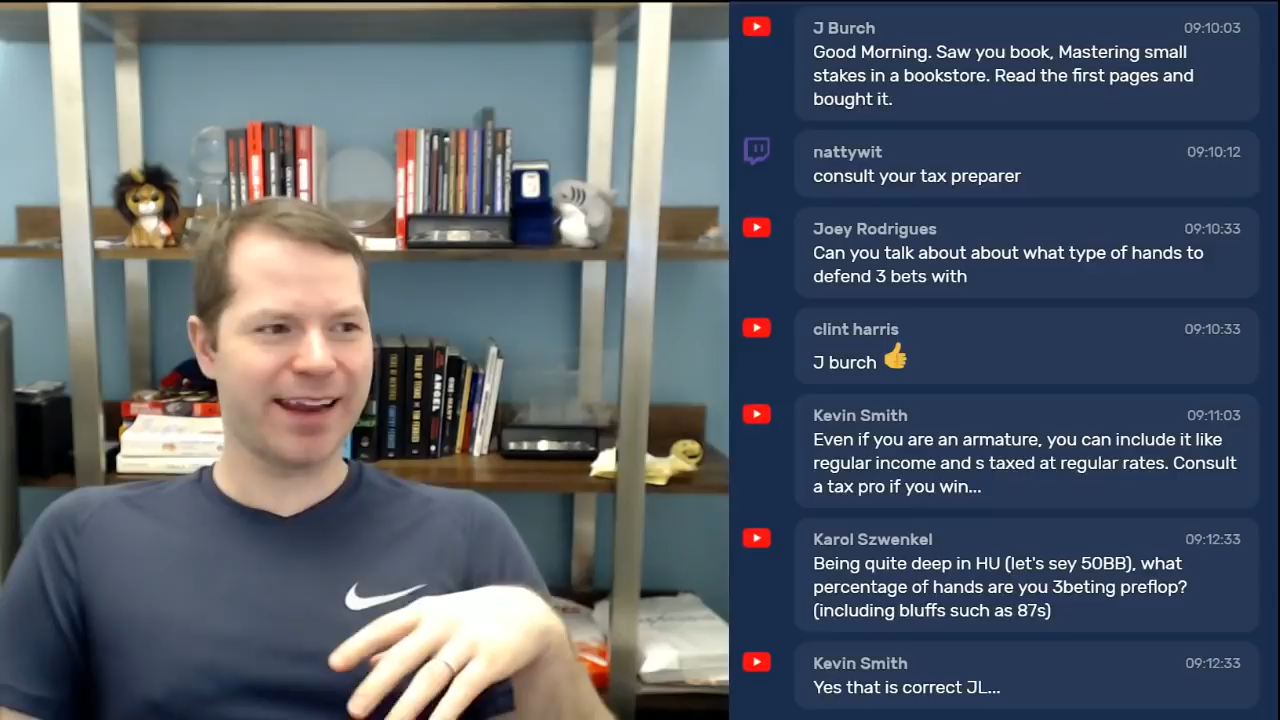 J Burch 09:10:03
Good Morning. Saw you book, Mastering small
stakes in a bookstore. Read the first pages and
bought it.
nattywit 09:10:12
consult your tax preparer
Joey Rodrigues 09:10:33
Can you talk about about what type of hands to
defend 3 bets with
clint harris 09:10:33
J burch 👍
Kevin Smith 09:11:03
Even if you are an armature, you can include it like
regular income and s taxed at regular rates. Consult
a tax pro if you win...
Karol Szwenkel 09:12:33
Being quite deep in HU (let's sey 50BB), what
percentage of hands are you 3beting preflop?
(including bluffs such as 87s)
Kevin Smith 09:12:33
Yes that is correct JL...
ANGEL